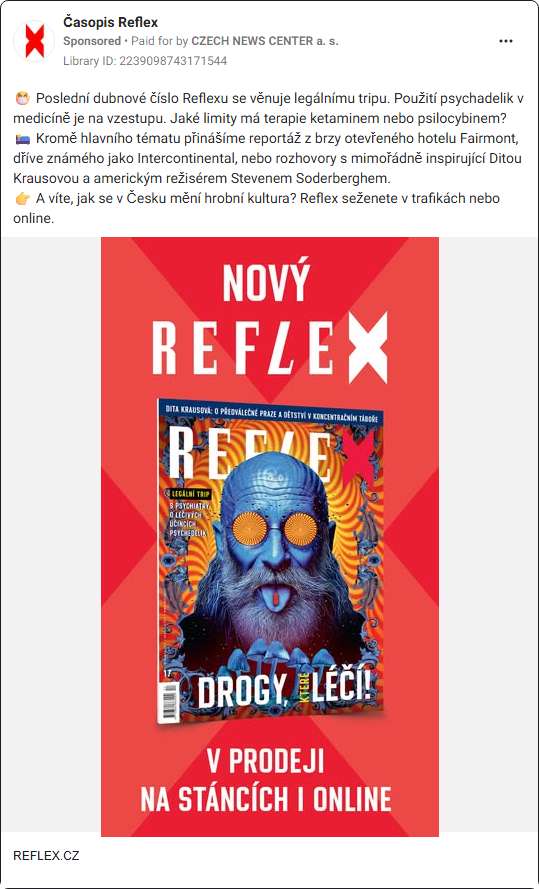 Časopis Reflex
Sponsored • Paid for by CZECH NEWS CENTER a. s.
Library ID: 2239098743171544
😷 Poslední dubnové číslo Reflexu se věnuje legálnímu tripu. Použití psychadelik v
medicíně je na vzestupu. Jaké limity má terapie ketaminem nebo psilocybinem?
🛏️ Kromě hlavního tématu přinášíme reportáž z brzy otevřeného hotelu Fairmont,
dříve známého jako Intercontinental, nebo rozhovory s mimořádně inspirující Ditou
Krausovou a americkým režisérem Stevenem Soderberghem.
👉 A víte, jak se v Česku mění hrobní kultura? Reflex seženete v trafikách nebo
online.
NOVÝ
REFLEX
DITA KRAUSOVÁ: O PŘEDVÁLEČNÉ PRAZE A DĚTSTVÍ V KONCENTRAČNÍM TÁBOŘE
REFLEX
LEGÁLNÍ TRIP
S PSYCHIATRY
O LÉČIVÝCH
ÚČINCÍCH
PSYCHEDELIK
17
DROGY, KTERÉ LÉČÍ!
V PRODEJI
NA STÁNCÍCH I ONLINE
REFLEX.CZ